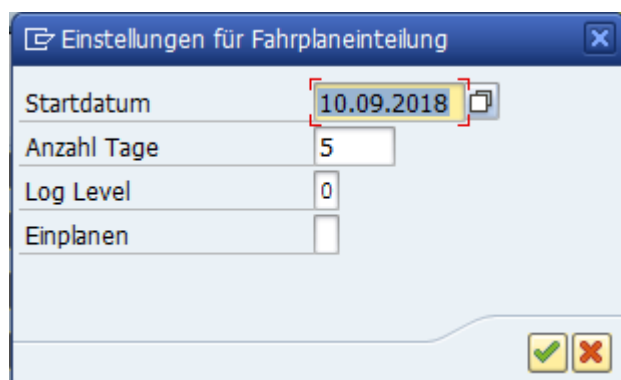 Einstellungen für Fahrplaneinteilung
Startdatum 10.09.2018
Anzahl Tage 5
Log Level 0
Einplanen